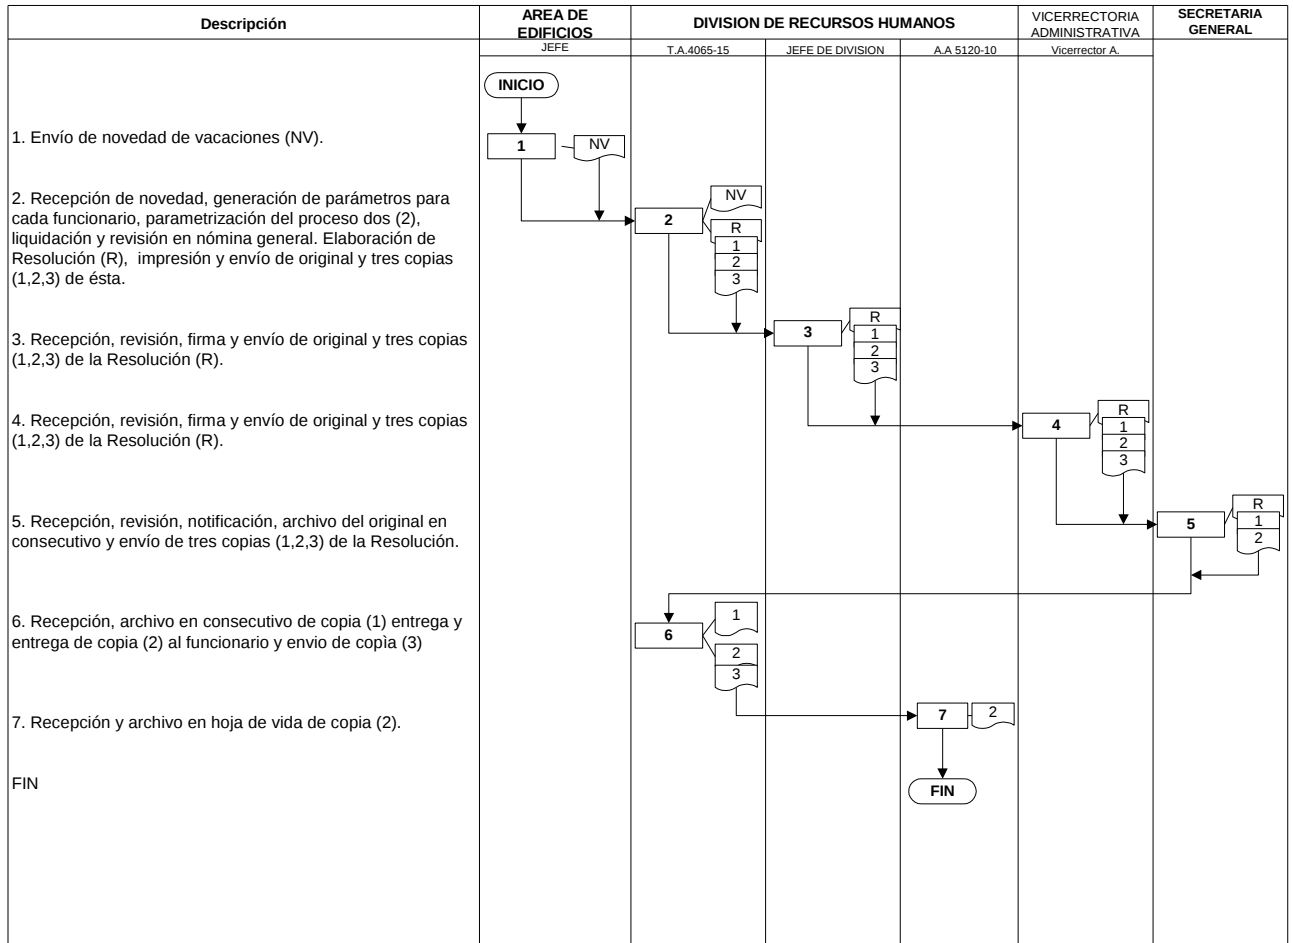 Descripción
AREA DE
EDIFICIOS
DIVISION DE RECURSOS HUMANOS
VICERRECTORIA
ADMINISTRATIVA
SECRETARIA
GENERAL
JEFE
T.A.4065-15
JEFE DE DIVISION
A.A 5120-10
Vicerrector A.
INICIO
1. Envío de novedad de vacaciones (NV).
1
NV
2. Recepción de novedad, generación de parámetros para
cada funcionario, parametrización del proceso dos (2),
liquidación y revisión en nómina general. Elaboración de
Resolución (R), impresión y envío de original y tres copias
(1,2,3) de ésta.
2
NV
R
1
2
3
3. Recepción, revisión, firma y envío de original y tres copias
(1,2,3) de la Resolución (R).
3
R
1
2
3
4. Recepción, revisión, firma y envío de original y tres copias
(1,2,3) de la Resolución (R).
4
R
1
2
3
5. Recepción, revisión, notificación, archivo del original en
consecutivo y envío de tres copias (1,2,3) de la Resolución.
5
R
1
2
6. Recepción, archivo en consecutivo de copia (1) entrega y
entrega de copia (2) al funcionario y envio de copìa (3)
6
1
2
3
7. Recepción y archivo en hoja de vida de copia (2).
7
2
FIN
FIN